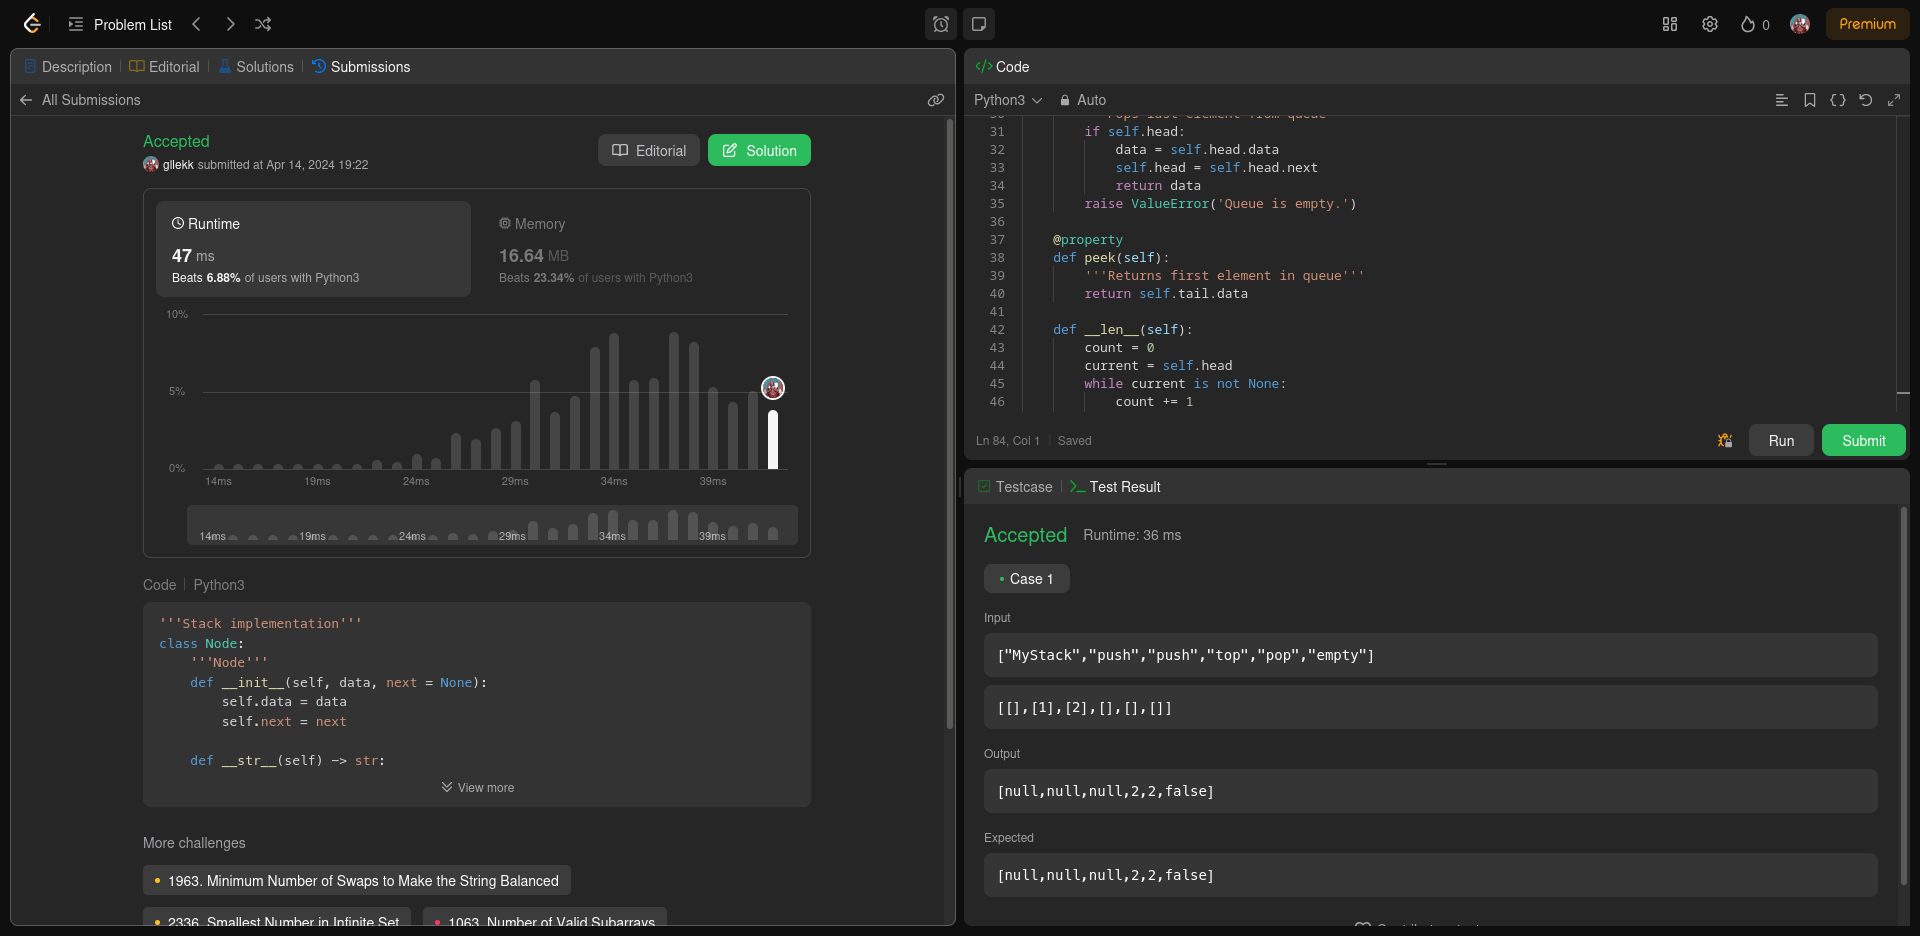 Problem List
0
Premium
Description
Editorial
Solutions
Submissions
All Submissions
Accepted
gllekk submitted at Apr 14, 2024 19:22
Editorial
Solution
Runtime
47 ms
Beats 6.88% of users with Python3
Memory
16.64 MB
Beats 23.34% of users with Python3
10%
5%
0%
14ms
19ms
24ms
29ms
34ms
39ms
14ms
19ms
24ms
29ms
34ms
39ms
Code
Python3
'''Stack implementation'''
class Node:
'''Node'''
def __init__(self, data, next = None):
self.data = data
self.next = next
def __str__(self) -> str:
View more
More challenges
1963. Minimum Number of Swaps to Make the String Balanced
2336. Smallest Number in Infinite Set
1063. Number of Valid Subarrays
</> Code
Python3
Auto
31 if self.head:
32 data = self.head.data
33 self.head = self.head.next
34 return data
35 raise ValueError('Queue is empty.')
36
37 @property
38 def peek(self):
39 '''Returns first element in queue'''
40 return self.tail.data
41
42 def __len__(self):
43 count = 0
44 current = self.head
45 while current is not None:
46 count += 1
Ln 84, Col 1
Saved
Run
Submit
Testcase
Test Result
Accepted
Runtime: 36 ms
Case 1
Input
["MyStack","push","push","top","pop","empty"]
[[],[1],[2],[],[],[]]
Output
[null,null,null,2,2,false]
Expected
[null,null,null,2,2,false]